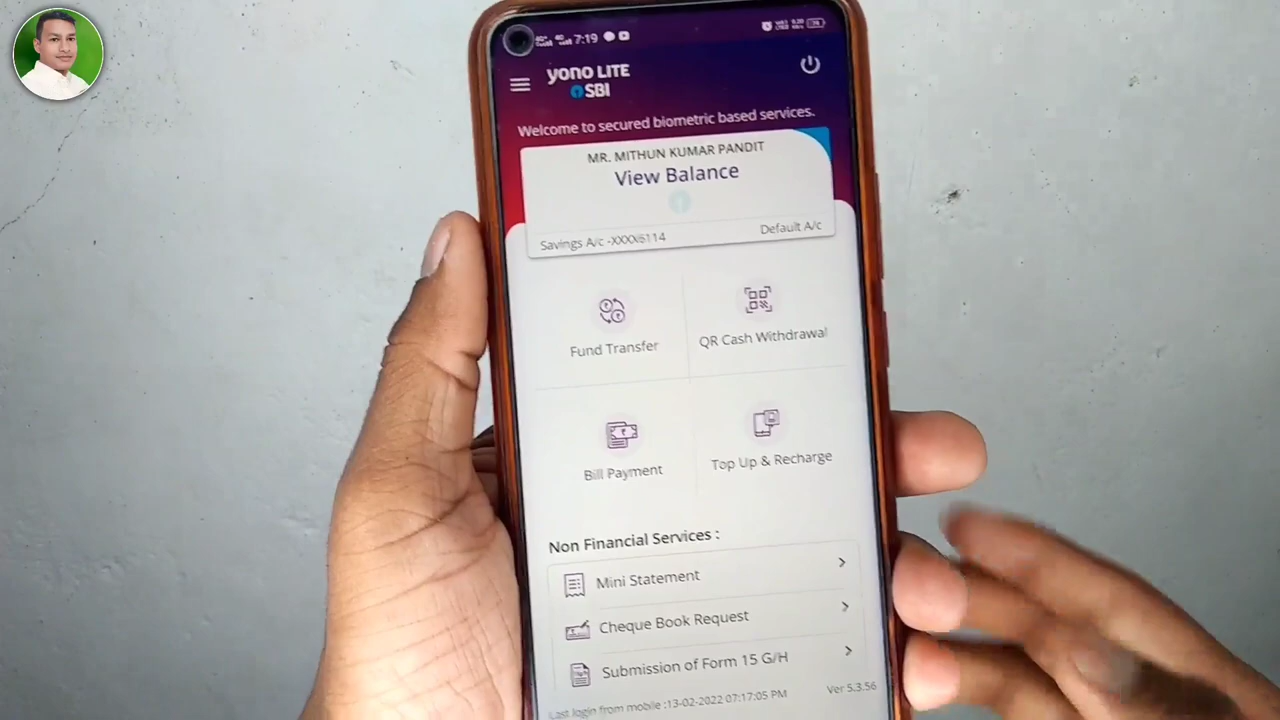 7:19
yono LITE
SBI
Welcome to secured biometric based services.
MR. MITHUN KUMAR PANDIT
View Balance
Savings A/c -XXXX6114
Default A/c
Fund Transfer
QR Cash Withdrawal
Bill Payment
Top Up & Recharge
Non Financial Services :
Mini Statement
Cheque Book Request
Submission of Form 15 G/H
Last login from mobile :13-02-2022 07:17:05 PM
Ver 5.3.56